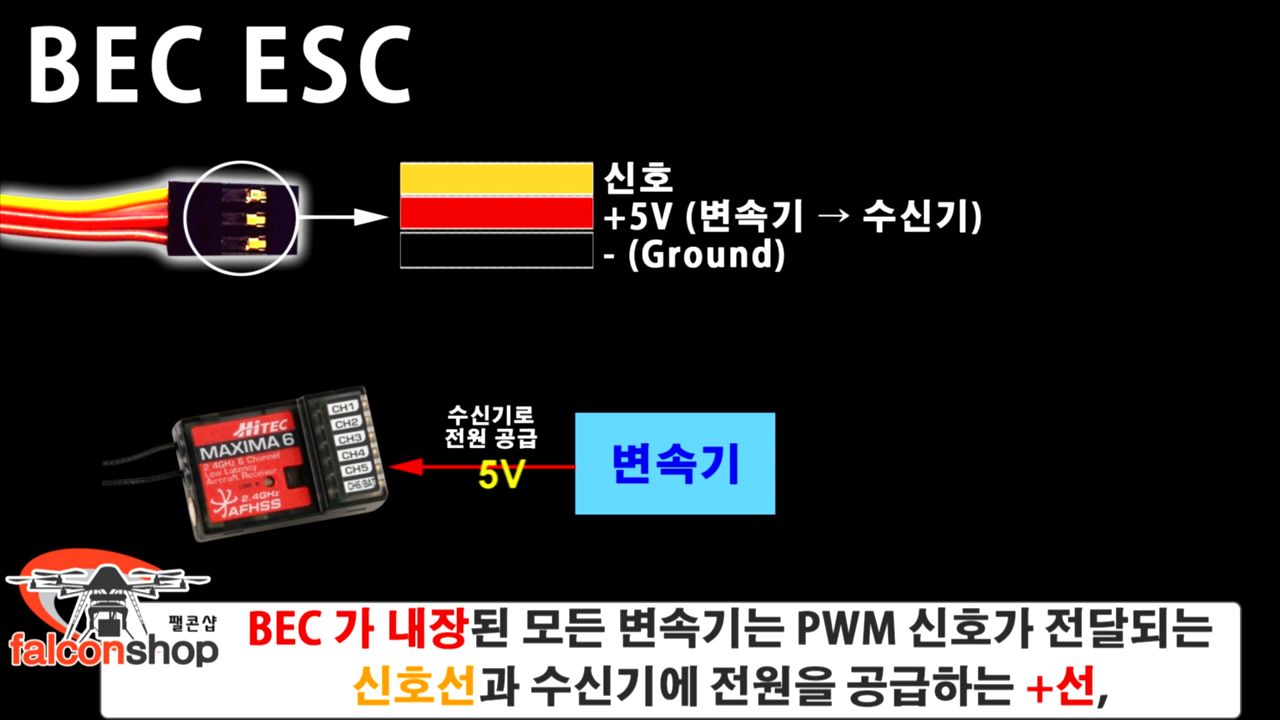 BEC ESC
신호
+5V (변속기 → 수신기)
- (Ground)
HiTEC
MAXIMA 6
2.4GHz 6 Channel
Low Latency
Aircraft Receiver
2.4GHz
AFHSS
CH1
CH2
CH3
CH4
CH5
CH6/BAT
수신기로
전원 공급
5V
변속기
팰콘샵
falconshop
BEC 가 내장된 모든 변속기는 PWM 신호가 전달되는
신호선과 수신기에 전원을 공급하는 +선,